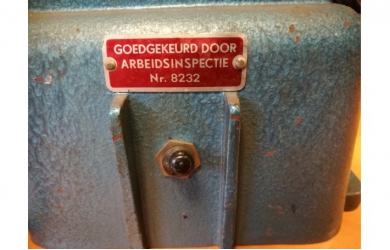 GOEDGEKEURD DOOR
ARBEIDSINSPECTIE
Nr. 8232